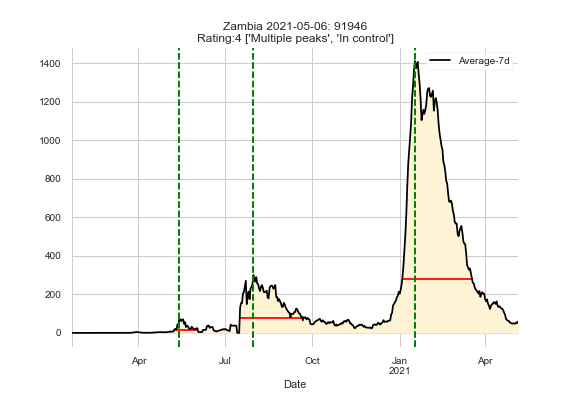 Zambia 2021-05-06: 91946
Rating:4 ['Multiple peaks', 'In control']
Average-7d
1400
1200
1000
800
600
400
200
0
Apr
Jul
Oct
Jan
2021
Apr
Date